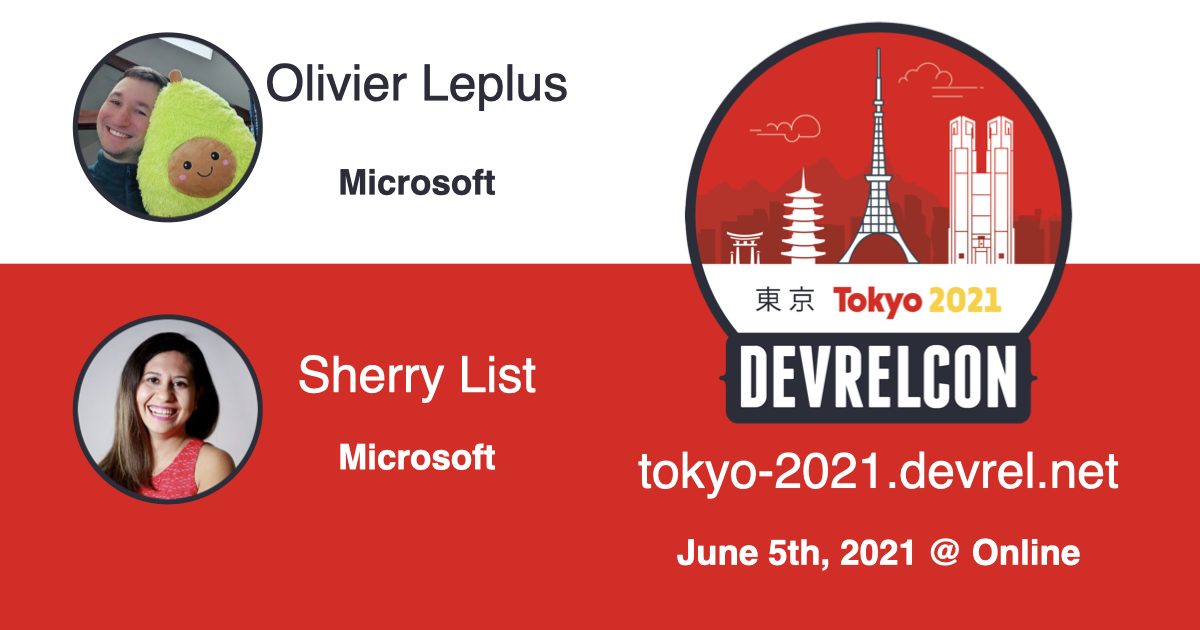 Olivier Leplus
Microsoft
Sherry List
Microsoft
東京 Tokyo 2021
DEVRELCON
tokyo-2021.devrel.net
June 5th, 2021 @ Online